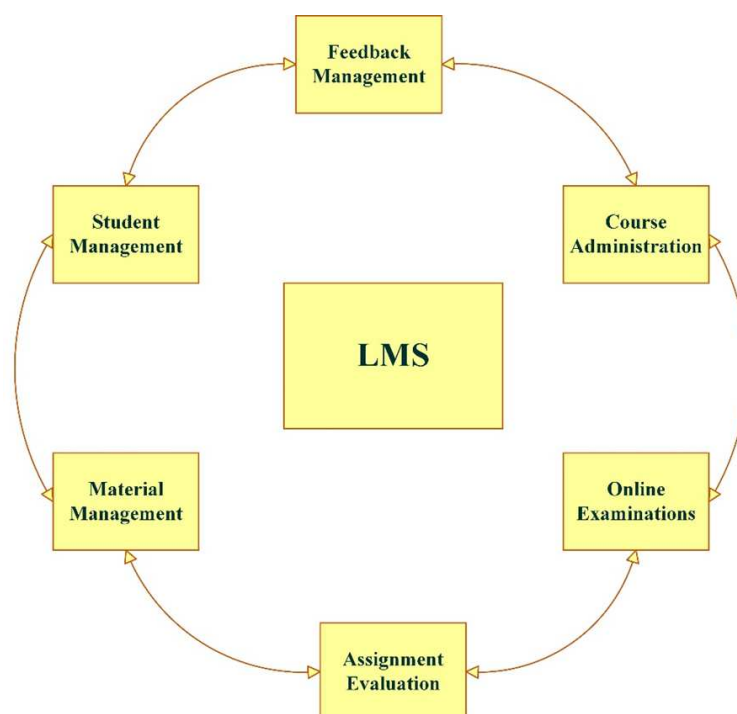 Feedback
Management
Student
Management
Course
Administration
LMS
Material
Management
Online
Examinations
Assignment
Evaluation